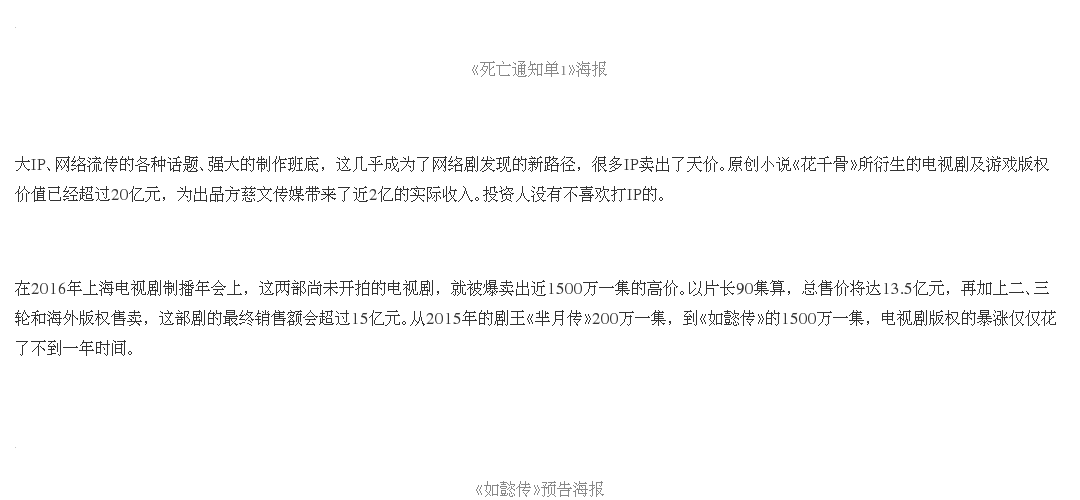 《死亡通知单1》海报
大IP、网络流传的各种话题、强大的制作班底，这几乎成为了网络剧发现的新路径，很多IP卖出了天价。原创小说《花千骨》所衍生的电视剧及游戏版权
价值已经超过20亿元，为出品方慈文传媒带来了近2亿的实际收入。投资人没有不喜欢打IP的。
在2016年上海电视剧制播年会上，这两部尚未开拍的电视剧，就被爆卖出近1500万一集的高价。以片长90集算，总售价将达13.5亿元，再加上二、三
轮和海外版权售卖，这部剧的最终销售额会超过15亿元。从2015年的剧王《芈月传》200万一集，到《如懿传》的1500万一集，电视剧版权的暴涨仅仅花
了不到一年时间。
《如懿传》预告海报